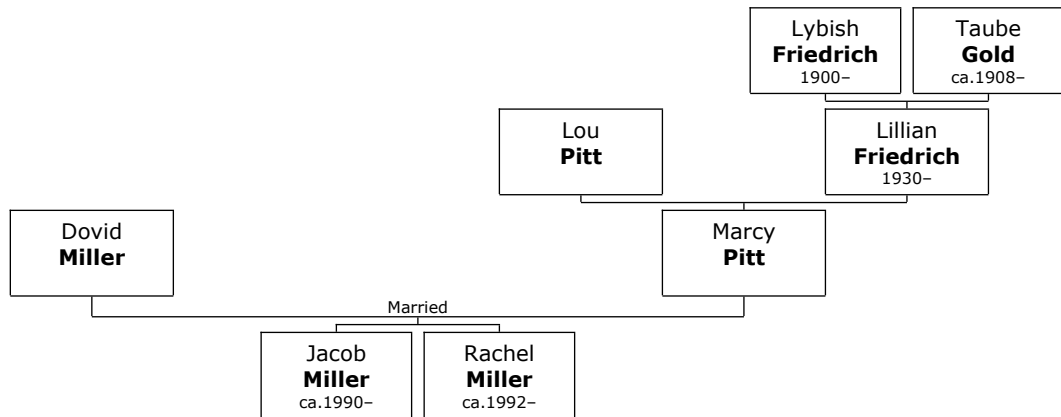 Lybish
Friedrich
1900–
Taube
Gold
ca.1908–
Lou
Pitt
Lillian
Friedrich
1930–
Dovid
Miller
Marcy
Pitt
Married
Jacob
Miller
ca.1990–
Rachel
Miller
ca.1992–